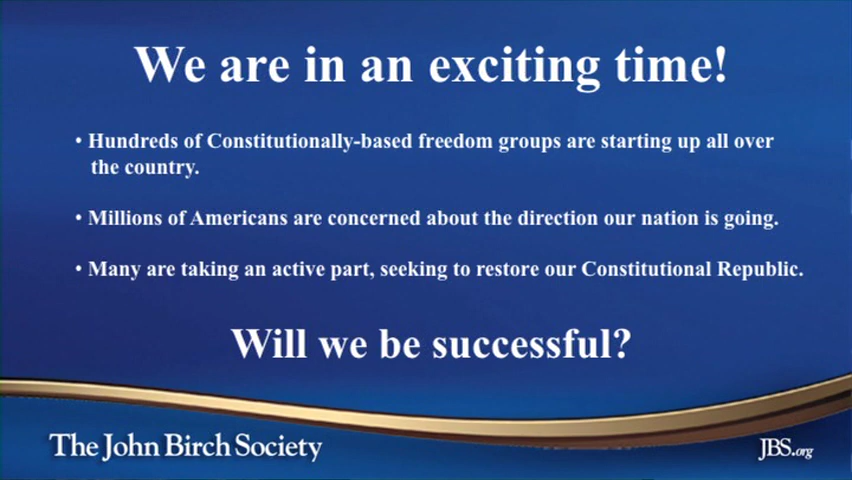 We are in an exciting time!
• Hundreds of Constitutionally-based freedom groups are starting up all over
the country.
• Millions of Americans are concerned about the direction our nation is going.
• Many are taking an active part, seeking to restore our Constitutional Republic.
Will we be successful?
The John Birch Society
JBS.org